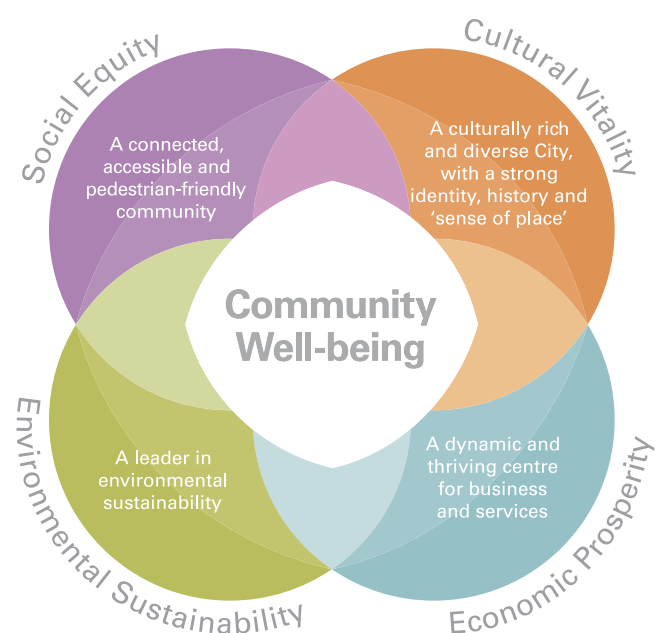 Social Equity
Cultural Vitality
A connected,
accessible and
pedestrian-friendly
community
A culturally rich
and diverse City,
with a strong
identity, history and
‘sense of place’
Community
Well-being
A leader in
environmental
sustainability
A dynamic and
thriving centre
for business
and services
Environmental Sustainability
Economic Prosperity